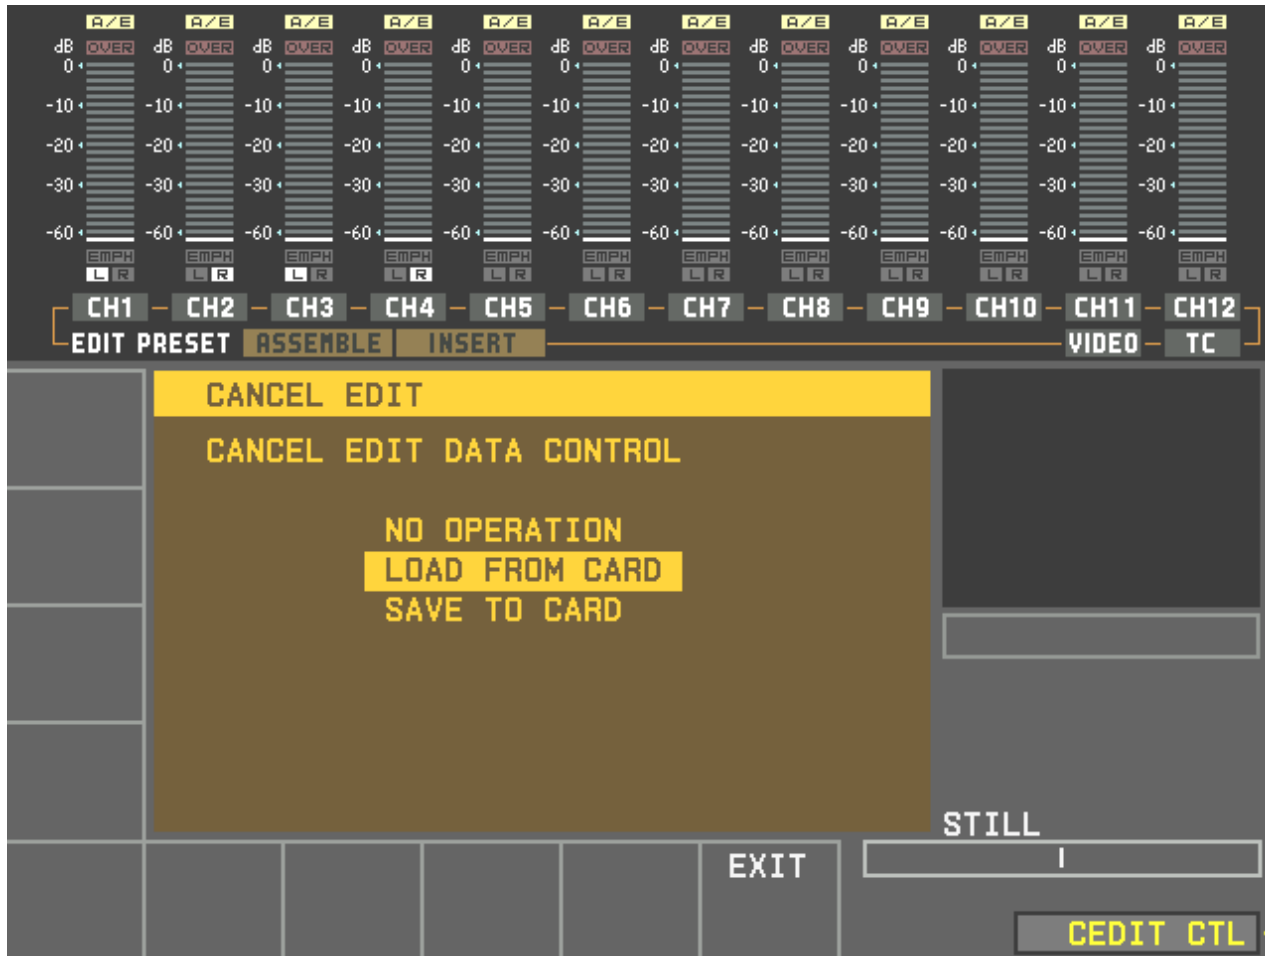 A/E A/E A/E A/E A/E A/E A/E A/E A/E A/E A/E A/E
dB OVER dB OVER dB OVER dB OVER dB OVER dB OVER dB OVER dB OVER dB OVER dB OVER dB OVER dB OVER
0 0 0 0 0 0 0 0 0 0 0 0
-10 -10 -10 -10 -10 -10 -10 -10 -10 -10 -10 -10
-20 -20 -20 -20 -20 -20 -20 -20 -20 -20 -20 -20
-30 -30 -30 -30 -30 -30 -30 -30 -30 -30 -30 -30
-60 -60 -60 -60 -60 -60 -60 -60 -60 -60 -60 -60
EMPH EMPH EMPH EMPH EMPH EMPH EMPH EMPH EMPH EMPH EMPH EMPH
L R L R L R L R L R L R L R L R L R L R L R L R
CH1 CH2 CH3 CH4 CH5 CH6 CH7 CH8 CH9 CH10 CH11 CH12
EDIT PRESET ASSEMBLE INSERT VIDEO TC
CANCEL EDIT
CANCEL EDIT DATA CONTROL
NO OPERATION
LOAD FROM CARD
SAVE TO CARD
STILL
EXIT
CEDIT CTL